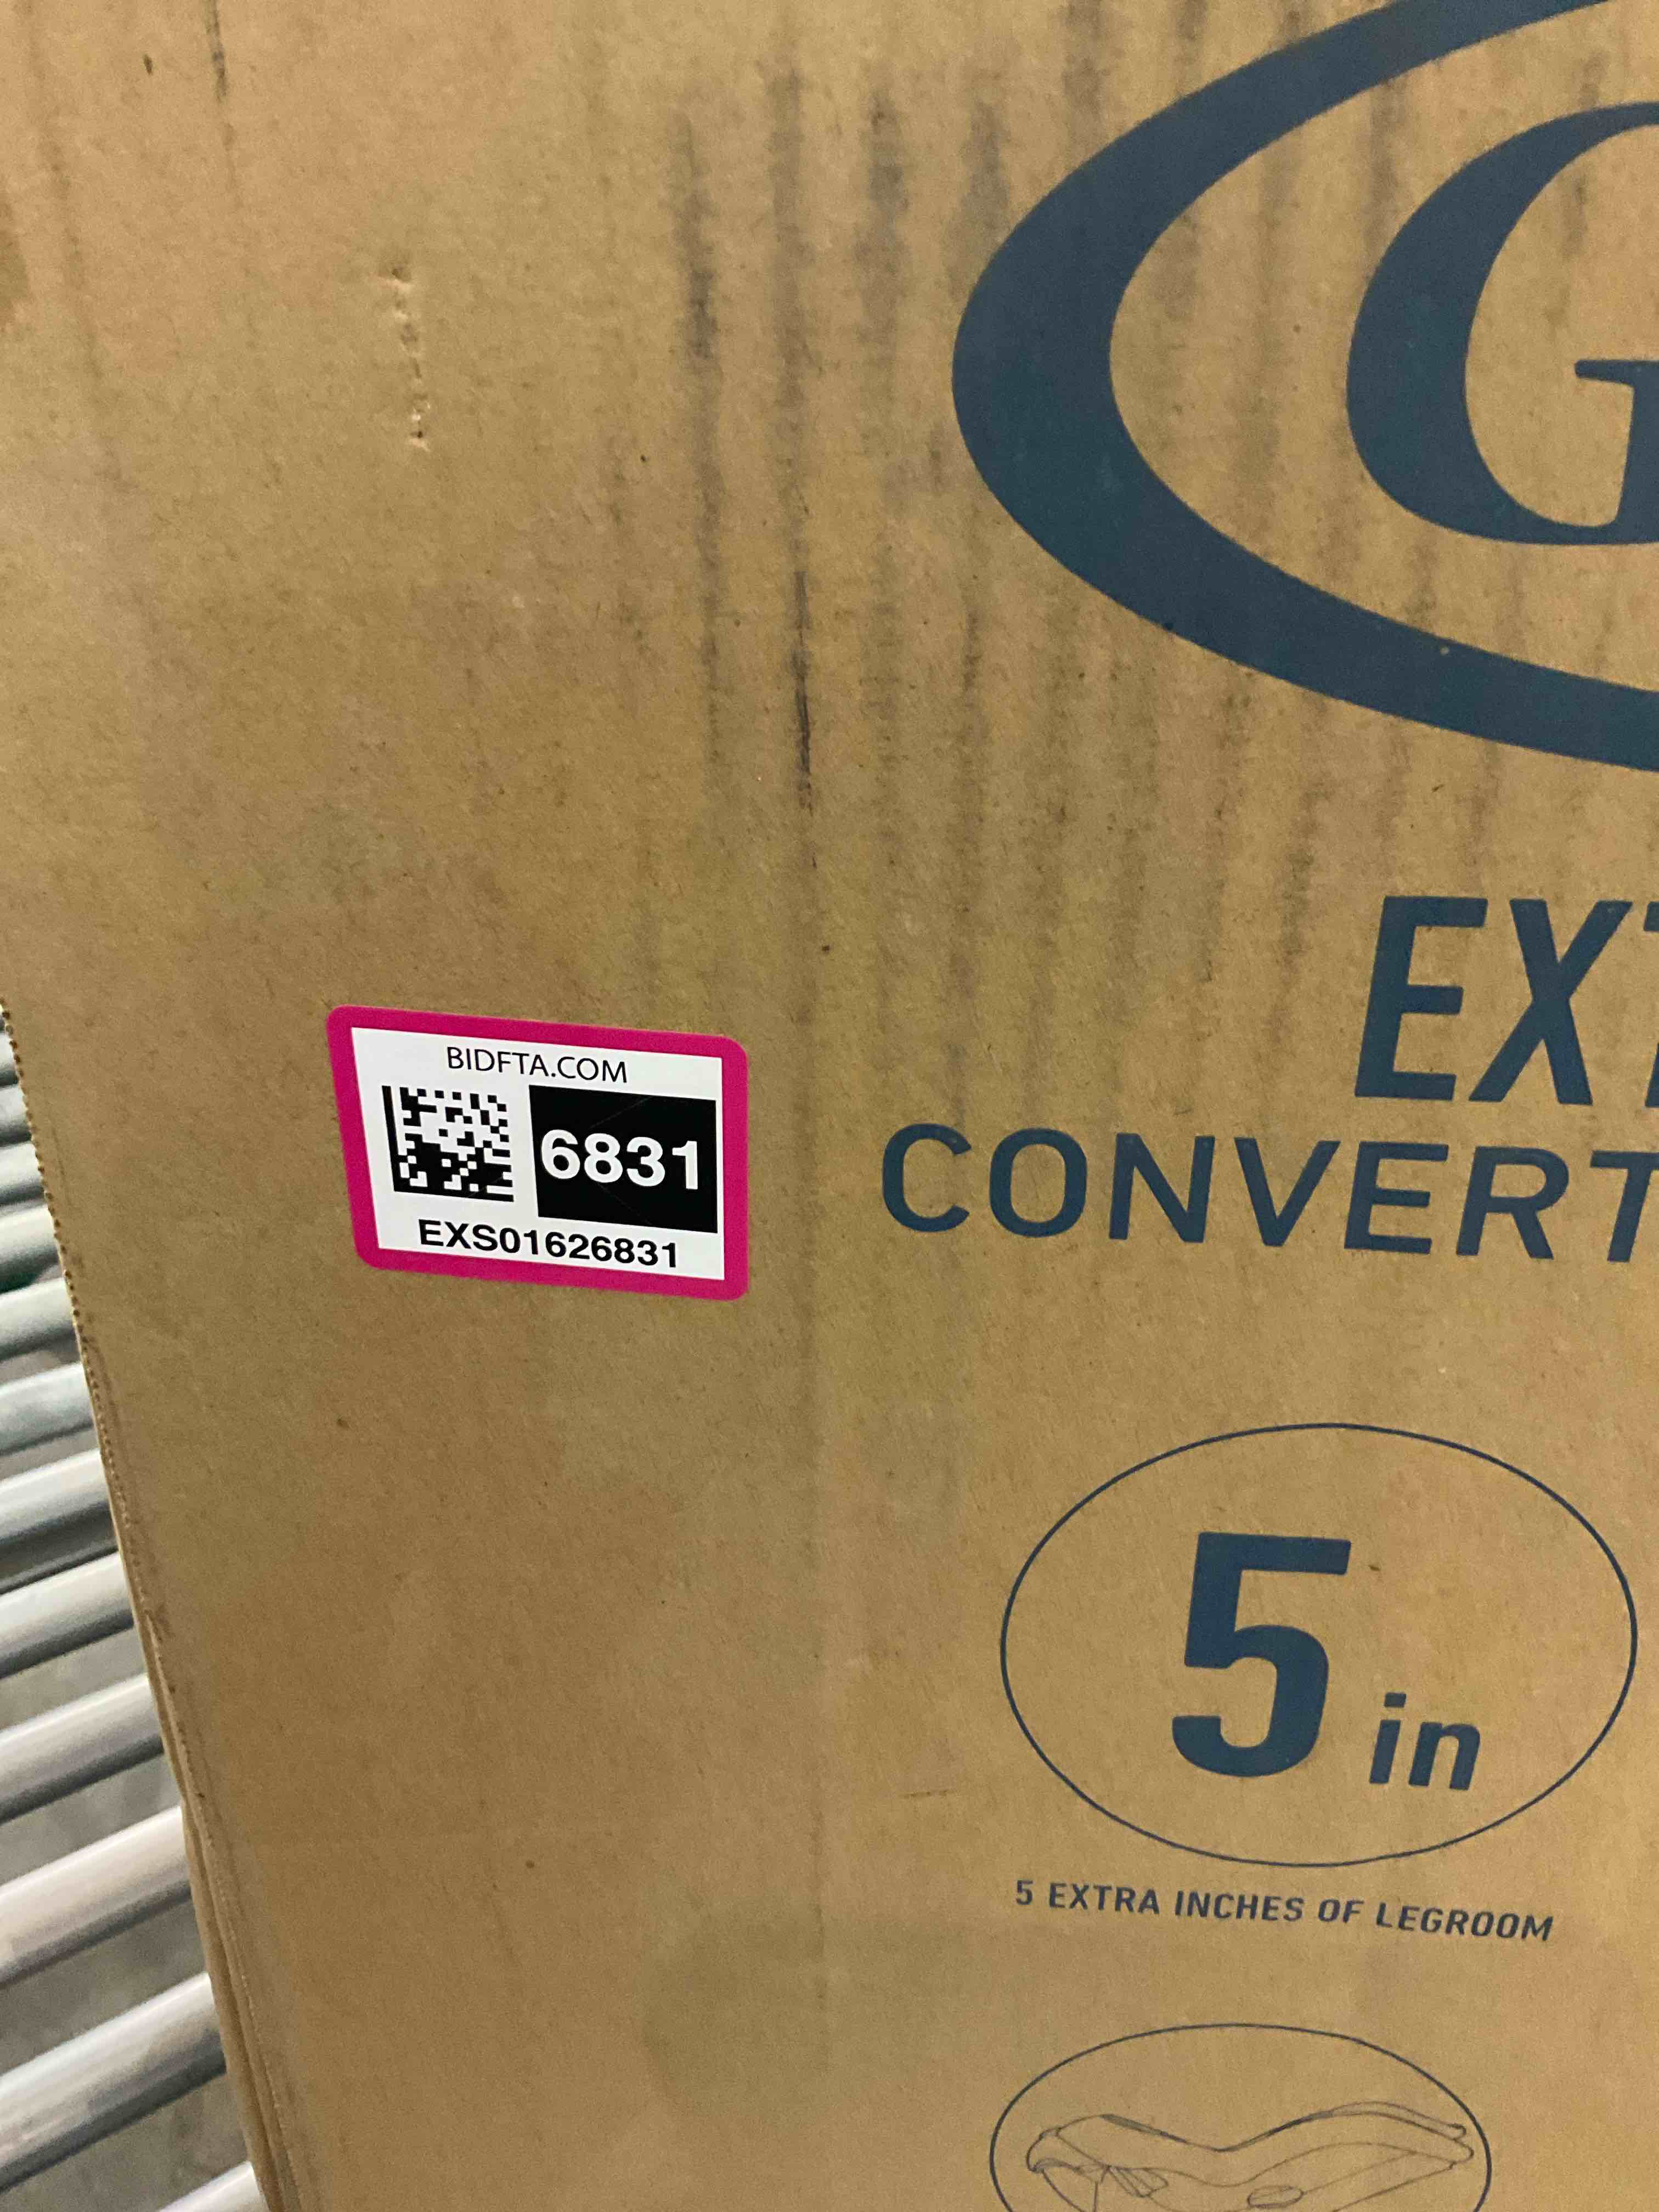 G
EXT
CONVERT
BIDFTA.COM
6831
EXS01626831
5 in
5 EXTRA INCHES OF LEGROOM